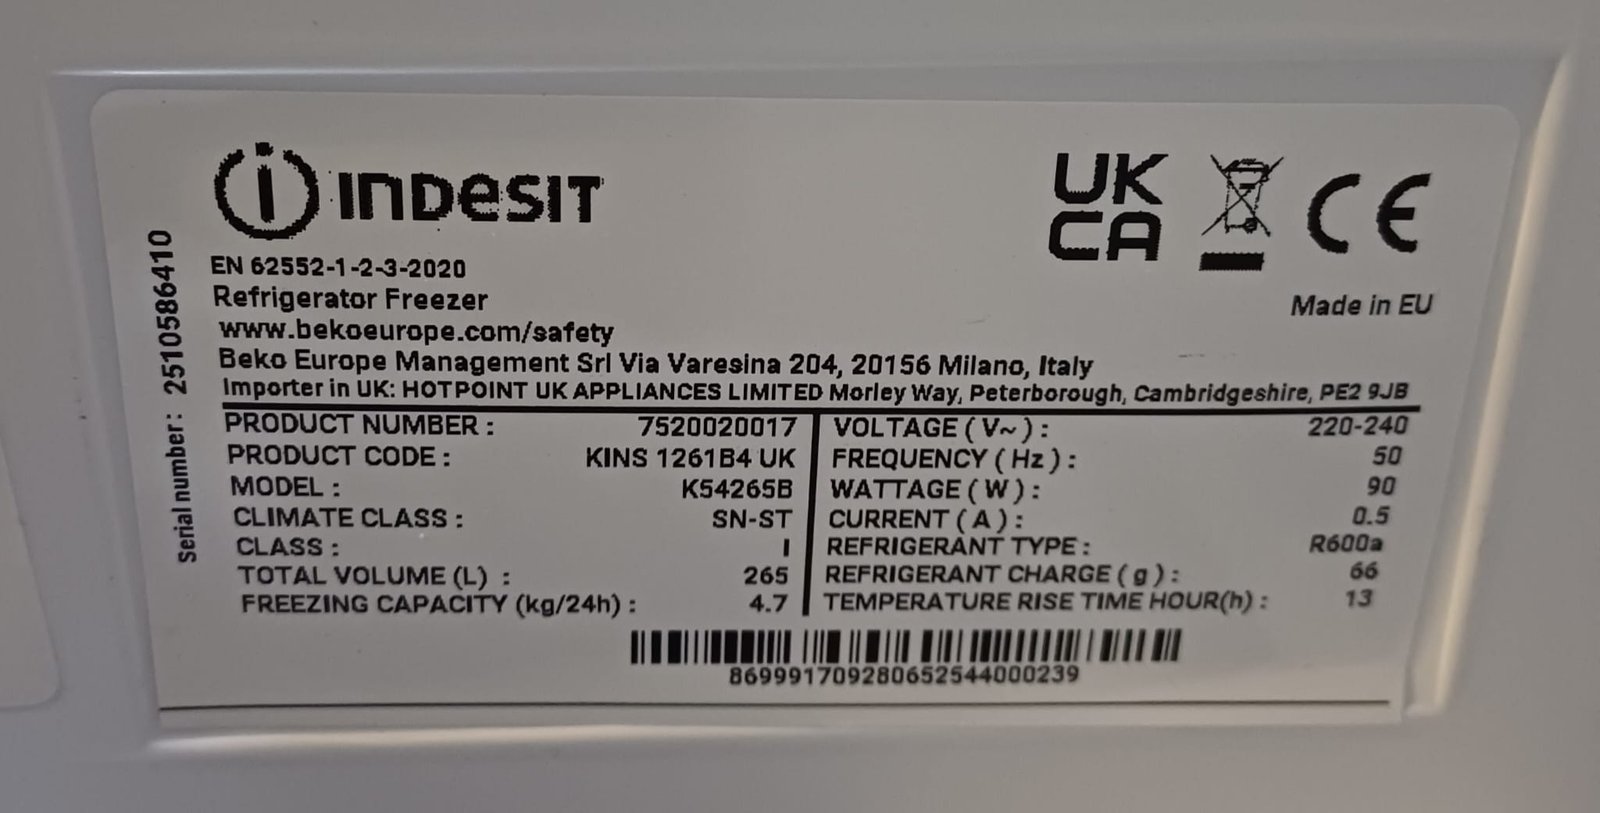 INDESIT
UK
CA
CE
EN 62552-1-2-3-2020
Refrigerator Freezer
Made in EU
www.bekoeurope.com/safety
Beko Europe Management Srl Via Varesina 204, 20156 Milano, Italy
Importer in UK: HOTPOINT UK APPLIANCES LIMITED Morley Way, Peterborough, Cambridgeshire, PE2 9JB
Serial number: 2510586410
PRODUCT NUMBER : 7520020017
PRODUCT CODE : KINS 1261B4 UK
MODEL : K54265B
CLIMATE CLASS : SN-ST
CLASS : I
TOTAL VOLUME (L) : 265
FREEZING CAPACITY (kg/24h) : 4.7
VOLTAGE ( V~ ) : 220-240
FREQUENCY ( Hz ) : 50
WATTAGE ( W ) : 90
CURRENT ( A ) : 0.5
REFRIGERANT TYPE : R600a
REFRIGERANT CHARGE ( g ) : 66
TEMPERATURE RISE TIME HOUR(h) : 13
869991709280652544000239